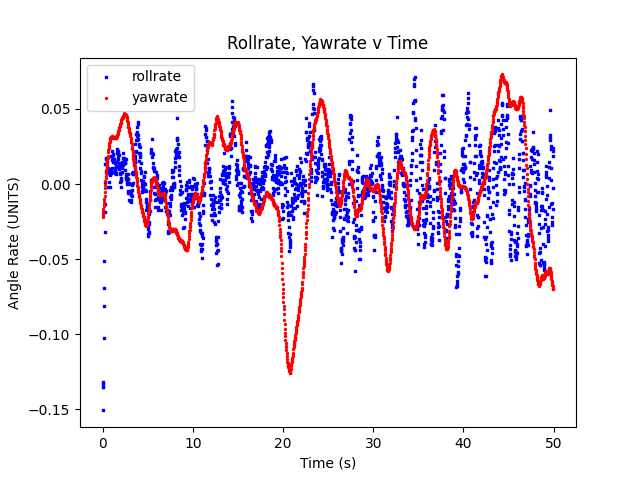 Rollrate, Yawrate v Time
rollrate
yawrate
Angle Rate (UNITS)
0.05
0.00
−0.05
−0.10
−0.15
0 10 20 30 40 50
Time (s)